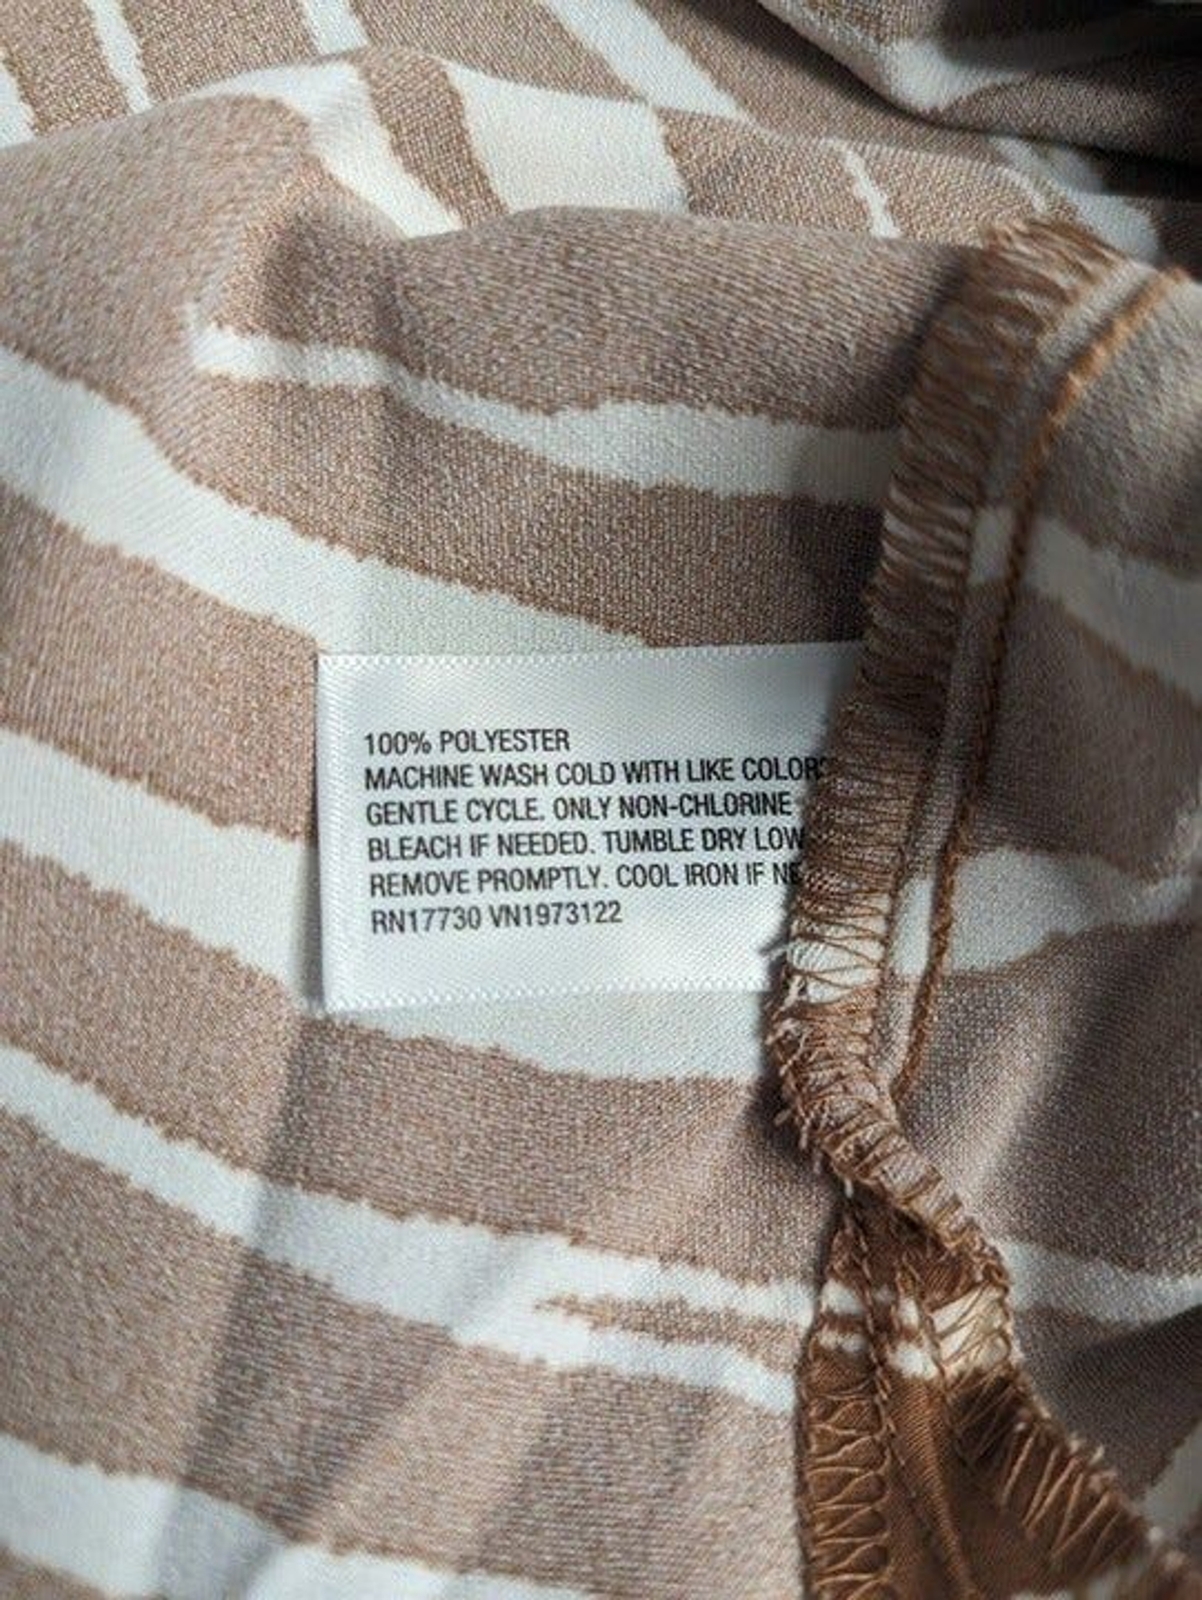 100% POLYESTER
MACHINE WASH COLD WITH LIKE COLORS
GENTLE CYCLE. ONLY NON-CHLORINE
BLEACH IF NEEDED. TUMBLE DRY LOW
REMOVE PROMPTLY. COOL IRON IF
RN17730 VN1973122